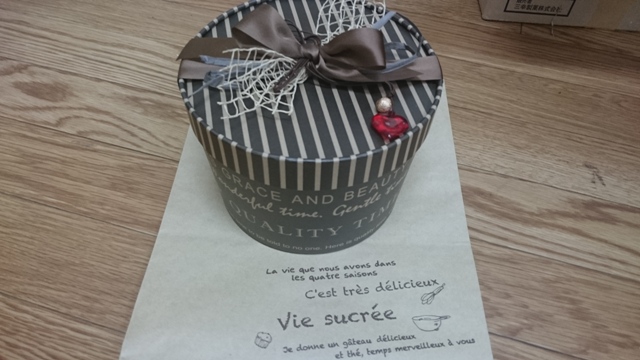 GRACE AND BEAUTY
wonderful time. Gentle
QUALITY TIME
La vie que nous avons dans
les quatre saisons
C'est très délicieux
Vie sucrée
Je donne un gâteau délicieux
et thé, temps merveilleux à vous